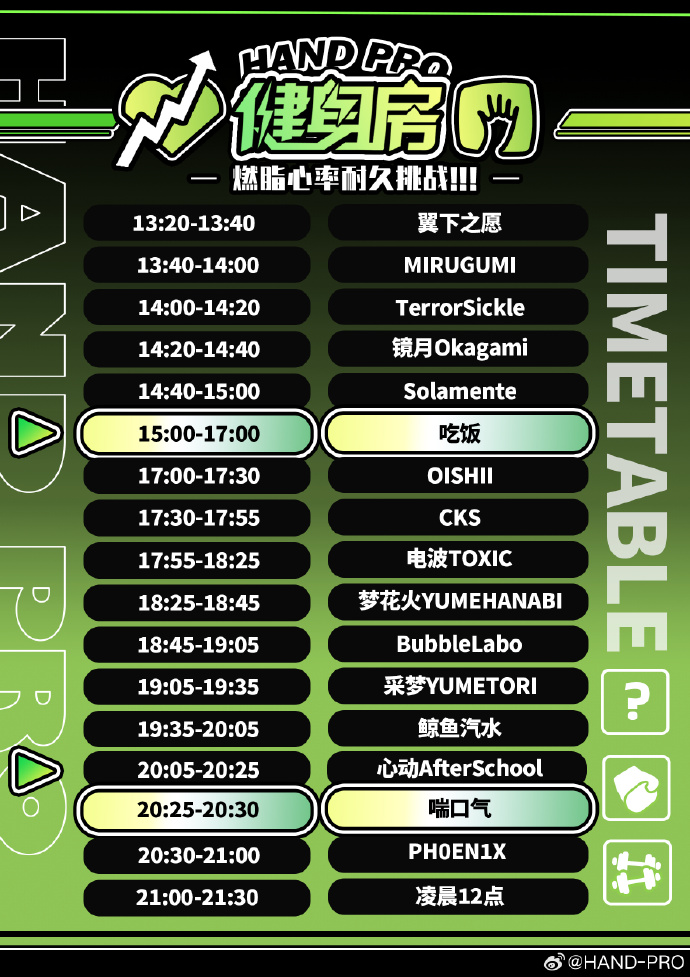 HAND PRO
健身房
燃脂心率耐久挑战!!!
13:20-13:40 翼下之愿
13:40-14:00 MIRUGUMI
14:00-14:20 TerrorSickle
14:20-14:40 镜月Okagami
14:40-15:00 Solamente
15:00-17:00 吃饭
17:00-17:30 OISHII
17:30-17:55 CKS
17:55-18:25 电波TOXIC
18:25-18:45 梦花火YUMEHANABI
18:45-19:05 BubbleLabo
19:05-19:35 采梦YUMETORI
19:35-20:05 鲸鱼汽水
20:05-20:25 心动AfterSchool
20:25-20:30 喘口气
20:30-21:00 PH0EN1X
21:00-21:30 凌晨12点
HAND PRO
TIMETABLE
?
@HAND-PRO